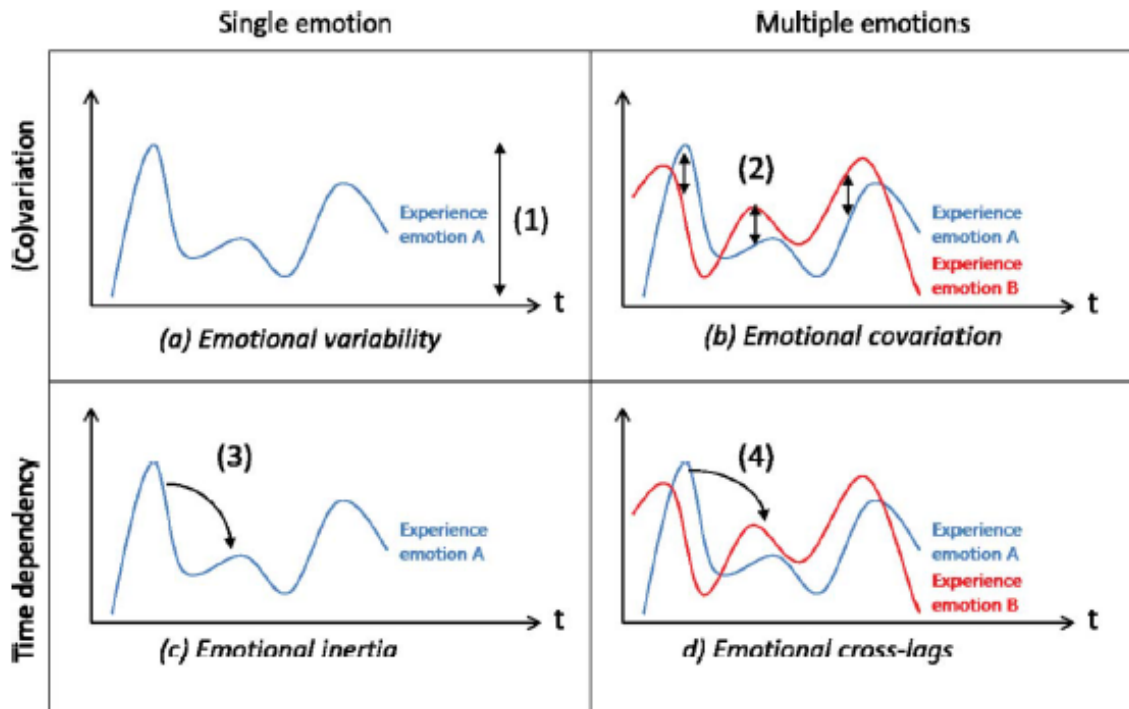 Single emotion
Multiple emotions
(Co)variation
(1)
Experience
emotion A
t
(a) Emotional variability
(2)
Experience
emotion A
Experience
emotion B
t
(b) Emotional covariation
Time dependency
(3)
Experience
emotion A
t
(c) Emotional inertia
(4)
Experience
emotion A
Experience
emotion B
t
d) Emotional cross-lags